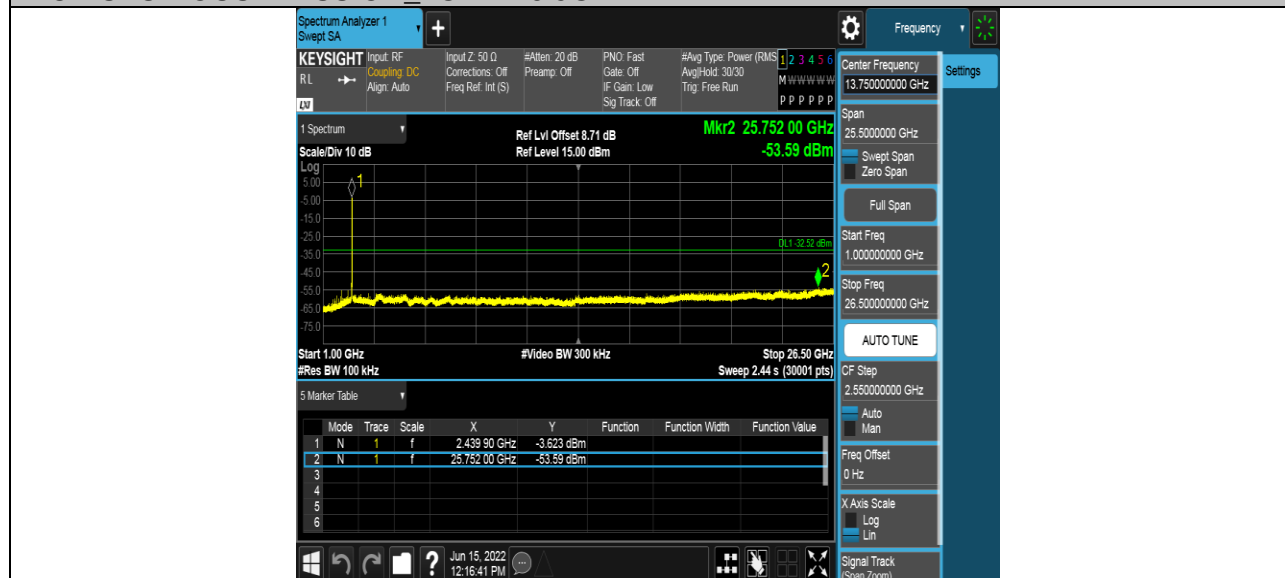 Spectrum Analyzer 1
Swept SA
+
Frequency
KEYSIGHT
RL
LXI
Input: RF
Coupling: DC
Align: Auto
Input Z: 50 Ω
Corrections: Off
Freq Ref: Int (S)
#Atten: 20 dB
Preamp: Off
PNO: Fast
Gate: Off
IF Gain: Low
Sig Track: Off
#Avg Type: Power (RMS
Avg|Hold: 30/30
Trig: Free Run
1 2 3 4 5 6
M W W W W W
P P P P P P
1 Spectrum
Scale/Div 10 dB
Ref Lvl Offset 8.71 dB
Ref Level 15.00 dBm
Mkr2 25.752 00 GHz
-53.59 dBm
Log
5.00
-5.00
-15.0
-25.0
-35.0
-45.0
-55.0
-65.0
-75.0
1
DL1 -32.52 dBm
2
Start 1.00 GHz
#Res BW 100 kHz
#Video BW 300 kHz
Stop 26.50 GHz
Sweep 2.44 s (30001 pts)
5 Marker Table
Mode Trace Scale X Y Function Function Width Function Value
1 N 1 f 2.439 90 GHz -3.623 dBm
2 N 1 f 25.752 00 GHz -53.59 dBm
3
4
5
6
?
Jun 15, 2022
12:16:41 PM
Center Frequency
13.750000000 GHz
Settings
Span
25.5000000 GHz
Swept Span
Zero Span
Full Span
Start Freq
1.000000000 GHz
Stop Freq
26.500000000 GHz
AUTO TUNE
CF Step
2.550000000 GHz
Auto
Man
Freq Offset
0 Hz
X Axis Scale
Log
Lin
Signal Track
(Span Zoom)